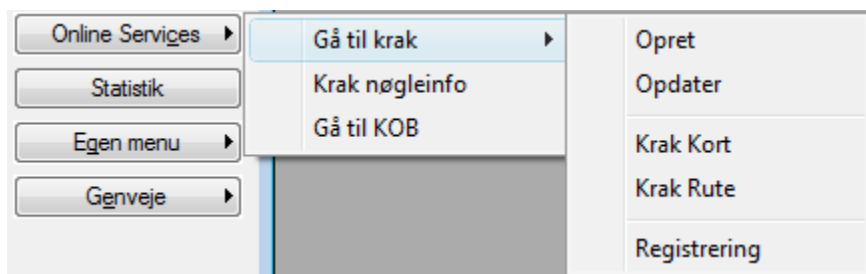 Online Services
Statistik
Egen menu
Genveje
Gå til krak
Krak nøgleinfo
Gå til KOB
Opret
Opdater
Krak Kort
Krak Rute
Registrering